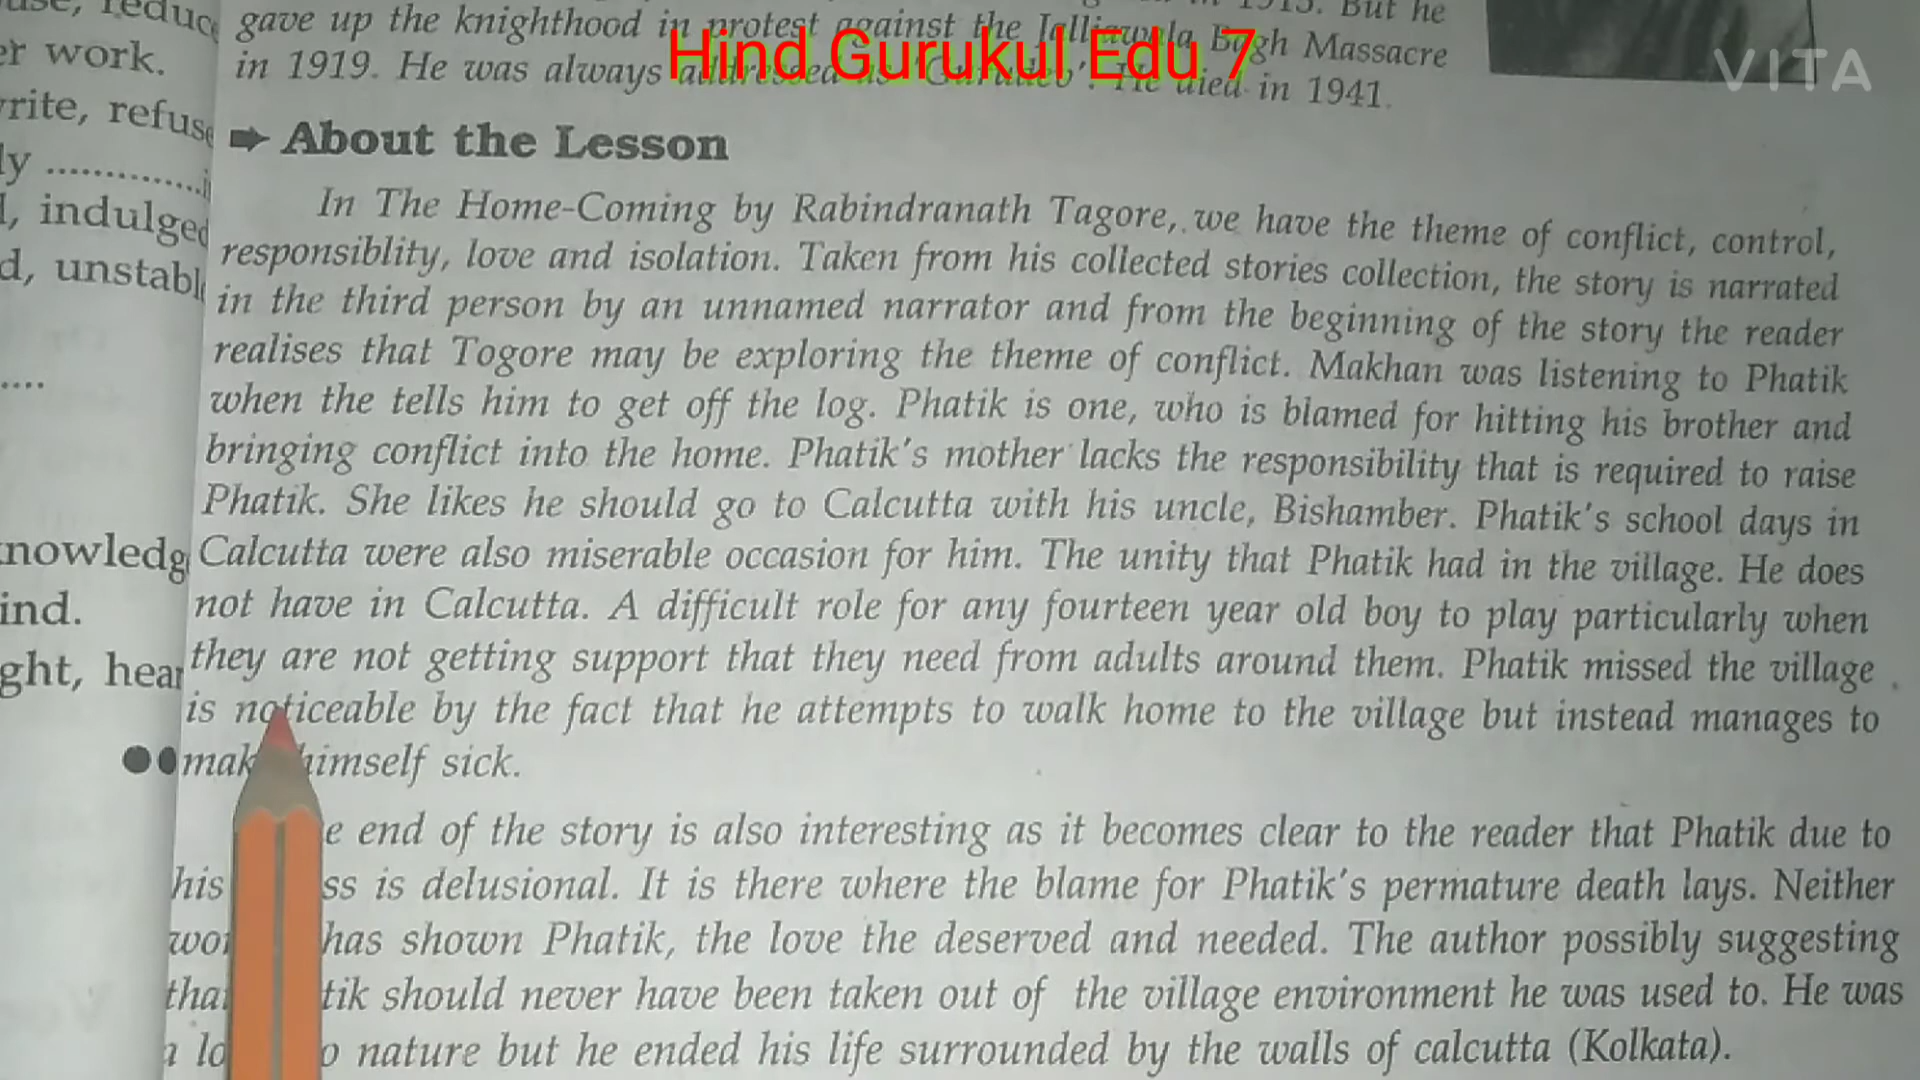 er work.
write, refuse
ly ..............i
l, indulged
d, unstabl
....
knowledg
ind.
ght, hear
in 1915. But he
gave up the knighthood in protest against the Jalliawala Bagh Massacre
in 1919. He was always addressed as 'Gurudeb'. He died in 1941.
Hind Gurukul Edu 7
VITA
About the Lesson
In The Home-Coming by Rabindranath Tagore, we have the theme of conflict, control,
responsiblity, love and isolation. Taken from his collected stories collection, the story is narrated
in the third person by an unnamed narrator and from the beginning of the story the reader
realises that Togore may be exploring the theme of conflict. Makhan was listening to Phatik
when the tells him to get off the log. Phatik is one, who is blamed for hitting his brother and
bringing conflict into the home. Phatik's mother lacks the responsibility that is required to raise
Phatik. She likes he should go to Calcutta with his uncle, Bishamber. Phatik's school days in
Calcutta were also miserable occasion for him. The unity that Phatik had in the village. He does
not have in Calcutta. A difficult role for any fourteen year old boy to play particularly when
they are not getting support that they need from adults around them. Phatik missed the village
is noticeable by the fact that he attempts to walk home to the village but instead manages to
mak himself sick.
e end of the story is also interesting as it becomes clear to the reader that Phatik due to
his ss is delusional. It is there where the blame for Phatik's permature death lays. Neither
wo has shown Phatik, the love the deserved and needed. The author possibly suggesting
tha tik should never have been taken out of the village environment he was used to. He was
a lo o nature but he ended his life surrounded by the walls of calcutta (Kolkata).